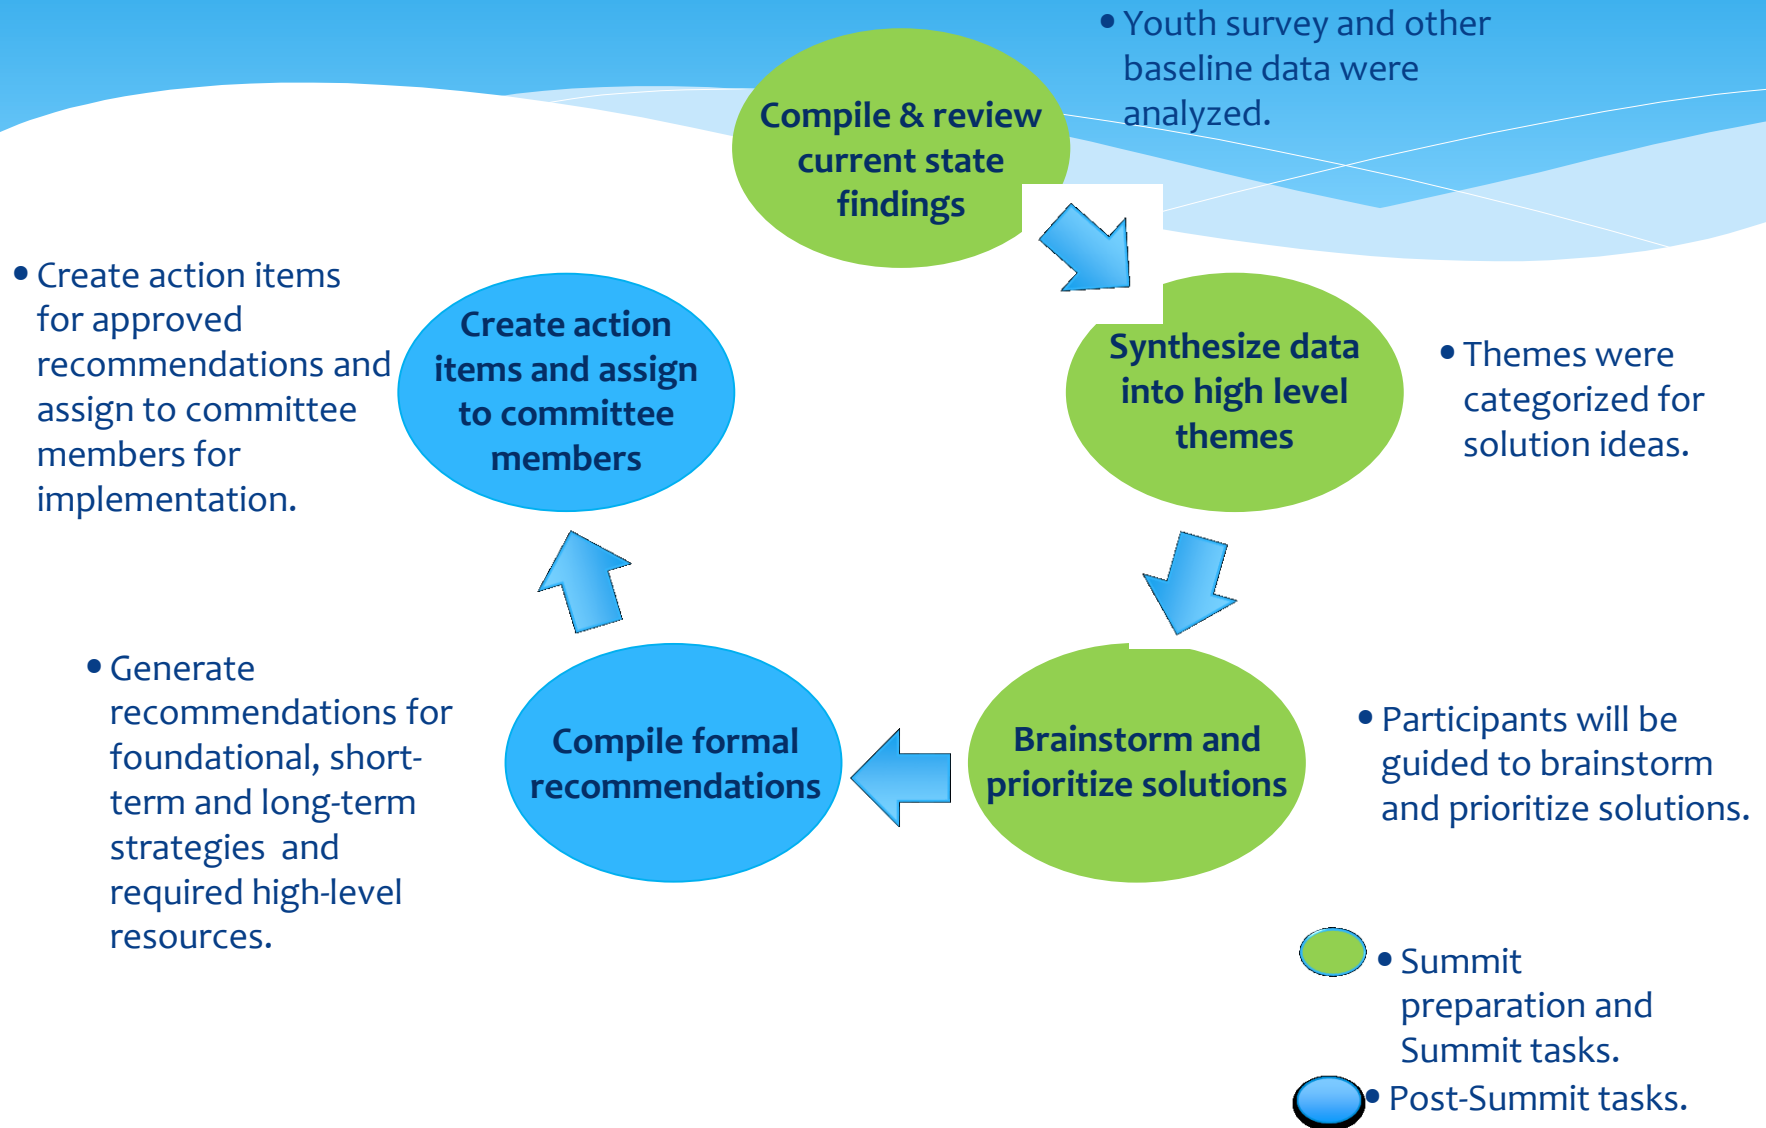 • Youth survey and other
baseline data were
analyzed.
Compile & review
current state
findings
• Create action items
for approved
recommendations and
assign to committee
members for
implementation.
Create action
items and assign
to committee
members
Synthesize data
into high level
themes
• Themes were
categorized for
solution ideas.
• Generate
recommendations for
foundational, short-
term and long-term
strategies and
required high-level
resources.
Compile formal
recommendations
Brainstorm and
prioritize solutions
• Participants will be
guided to brainstorm
and prioritize solutions.
• Summit
preparation and
Summit tasks.
• Post-Summit tasks.